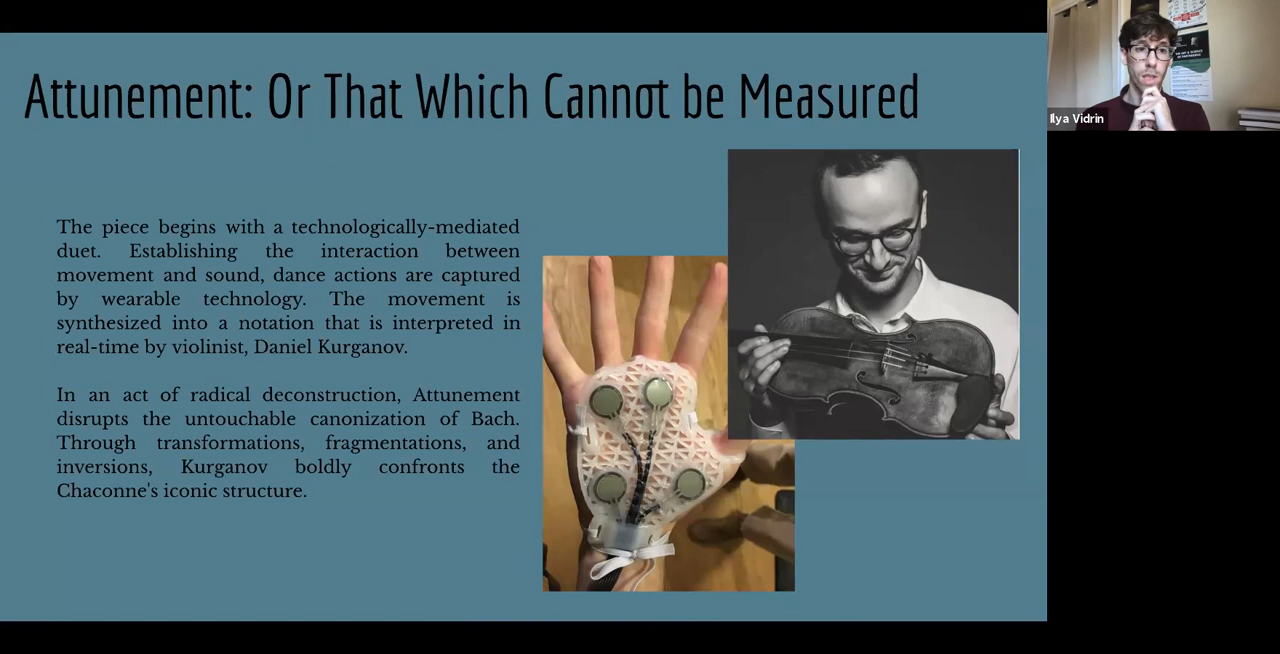 Attunement: Or That Which Cannot be Measured
The piece begins with a technologically-mediated
duet. Establishing the interaction between
movement and sound, dance actions are captured
by wearable technology. The movement is
synthesized into a notation that is interpreted in
real-time by violinist, Daniel Kurganov.
In an act of radical deconstruction, Attunement
disrupts the untouchable canonization of Bach.
Through transformations, fragmentations, and
inversions, Kurganov boldly confronts the
Chaconne's iconic structure.
Ilya Vidrin